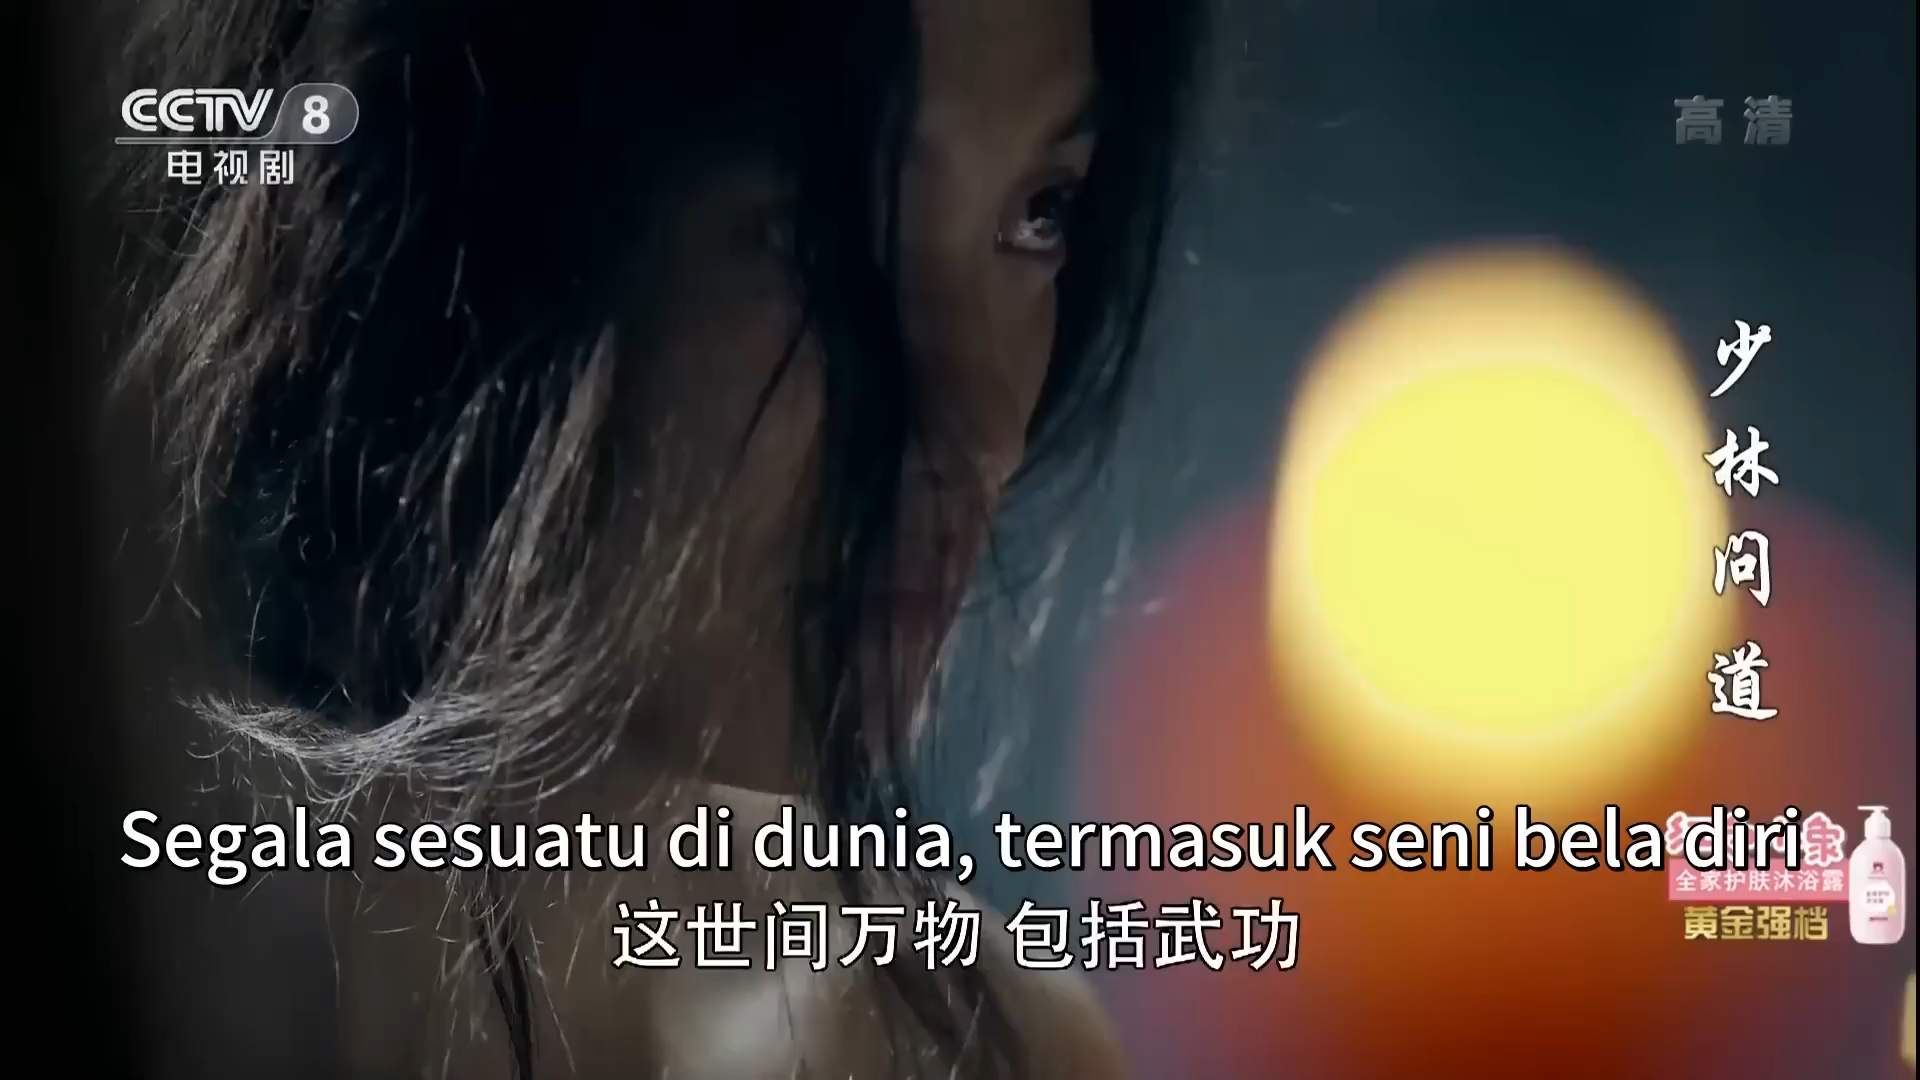 CCTV 8
电视剧
高清
少林问道
Segala sesuatu di dunia, termasuk seni bela diri
这世间万物 包括武功
全家护肤沐浴露
黄金强档